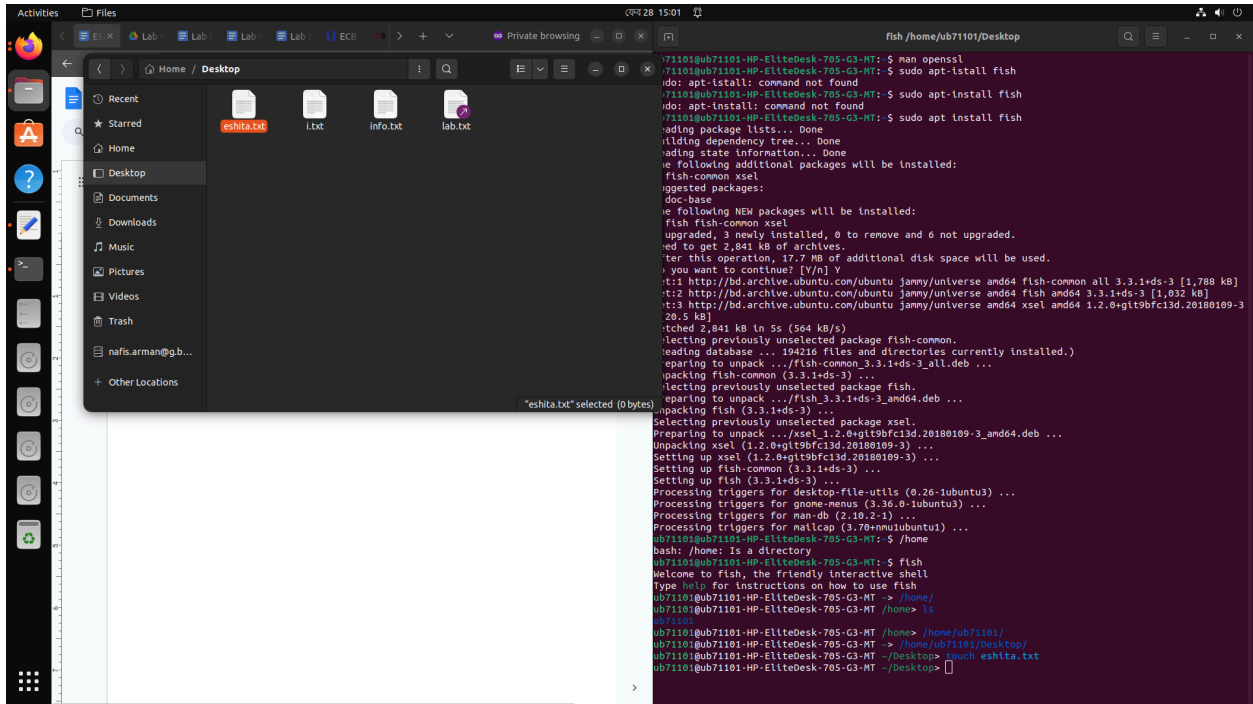 Activities
Files
ফেব 28 15:01
ES
Lab
Lab
Lab
Lab
ECB
Private browsing
Home / Desktop
Recent
Starred
Home
Desktop
Documents
Downloads
Music
Pictures
Videos
Trash
nafis.arman@g.b...
Other Locations
eshita.txt
i.txt
info.txt
lab.txt
"eshita.txt" selected (0 bytes)
fish /home/ub71101/Desktop
71101@ub71101-HP-EliteDesk-705-G3-MT:~$ man openssl
71101@ub71101-HP-EliteDesk-705-G3-MT:~$ sudo apt-istall fish
udo: apt-istall: command not found
71101@ub71101-HP-EliteDesk-705-G3-MT:~$ sudo apt-install fish
udo: apt-install: command not found
71101@ub71101-HP-EliteDesk-705-G3-MT:~$ sudo apt install fish
eading package lists... Done
ilding dependency tree... Done
eading state information... Done
e following additional packages will be installed:
fish-common xsel
ggested packages:
doc-base
e following NEW packages will be installed:
fish fish-common xsel
upgraded, 3 newly installed, 0 to remove and 6 not upgraded.
ed to get 2,841 kB of archives.
ter this operation, 17.7 MB of additional disk space will be used.
you want to continue? [Y/n] Y
t:1 http://bd.archive.ubuntu.com/ubuntu jammy/universe amd64 fish-common all 3.3.1+ds-3 [1,788 kB]
t:2 http://bd.archive.ubuntu.com/ubuntu jammy/universe amd64 fish amd64 3.3.1+ds-3 [1,032 kB]
t:3 http://bd.archive.ubuntu.com/ubuntu jammy/universe amd64 xsel amd64 1.2.0+git9bfc13d.20180109-3
20.5 kB]
etched 2,841 kB in 5s (564 kB/s)
electing previously unselected package fish-common.
Reading database ... 194216 files and directories currently installed.)
reparing to unpack .../fish-common_3.3.1+ds-3_all.deb ...
npacking fish-common (3.3.1+ds-3) ...
electing previously unselected package fish.
reparing to unpack .../fish_3.3.1+ds-3_amd64.deb ...
npacking fish (3.3.1+ds-3) ...
Selecting previously unselected package xsel.
Preparing to unpack .../xsel_1.2.0+git9bfc13d.20180109-3_amd64.deb ...
Unpacking xsel (1.2.0+git9bfc13d.20180109-3) ...
Setting up xsel (1.2.0+git9bfc13d.20180109-3) ...
Setting up fish-common (3.3.1+ds-3) ...
Setting up fish (3.3.1+ds-3) ...
Processing triggers for desktop-file-utils (0.26-1ubuntu3) ...
Processing triggers for gnome-menus (3.36.0-1ubuntu3) ...
Processing triggers for man-db (2.10.2-1) ...
Processing triggers for mailcap (3.70+nmu1ubuntu1) ...
ub71101@ub71101-HP-EliteDesk-705-G3-MT:~$ /home
bash: /home: Is a directory
ub71101@ub71101-HP-EliteDesk-705-G3-MT:~$ fish
Welcome to fish, the friendly interactive shell
Type help for instructions on how to use fish
ub71101@ub71101-HP-EliteDesk-705-G3-MT ~> /home/
ub71101@ub71101-HP-EliteDesk-705-G3-MT /home> ls
ub71101
ub71101@ub71101-HP-EliteDesk-705-G3-MT /home> /home/ub71101/
ub71101@ub71101-HP-EliteDesk-705-G3-MT ~> /home/ub71101/Desktop/
ub71101@ub71101-HP-EliteDesk-705-G3-MT ~/Desktop> touch eshita.txt
ub71101@ub71101-HP-EliteDesk-705-G3-MT ~/Desktop>